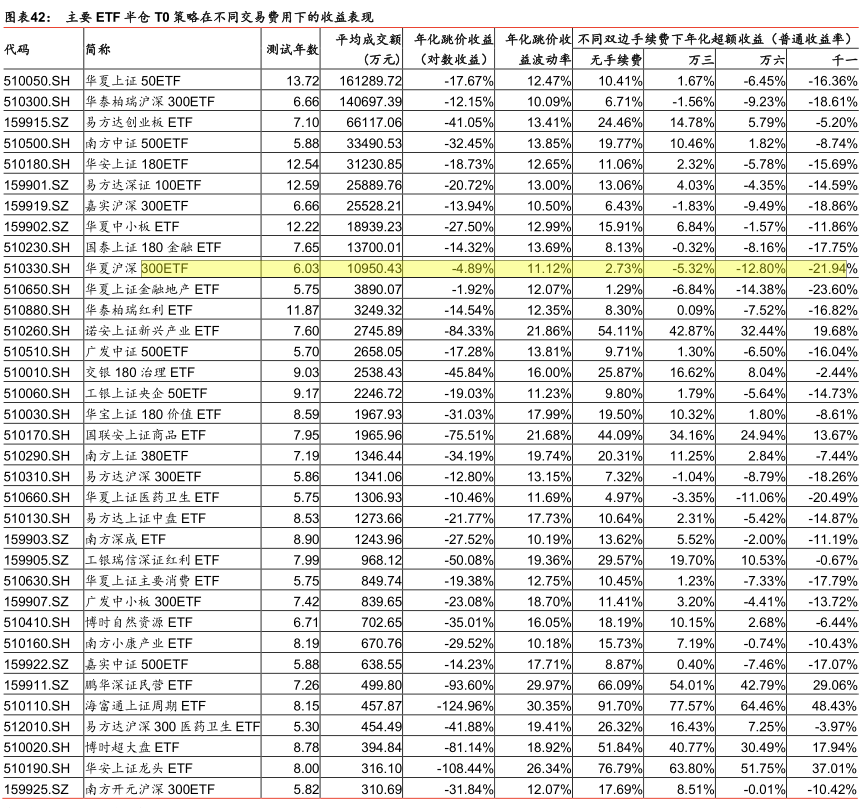 图表42： 主要 ETF 半仓 T0 策略在不同交易费用下的收益表现
代码 简称 测试年数 平均成交额 年化跳价收益 年化跳价收 不同双边手续费下年化超额收益（普通收益率）
(万元) (对数收益) 益波动率 无手续费 万三 万六 千一
510050.SH 华夏上证 50ETF 13.72 161289.72 -17.67% 12.47% 10.41% 1.67% -6.45% -16.36%
510300.SH 华泰柏瑞沪深 300ETF 6.66 140697.39 -12.15% 10.09% 6.71% -1.56% -9.23% -18.61%
159915.SZ 易方达创业板 ETF 7.10 66117.06 -41.05% 13.41% 24.46% 14.78% 5.79% -5.20%
510500.SH 南方中证 500ETF 5.88 33490.53 -32.45% 13.85% 19.77% 10.46% 1.82% -8.74%
510180.SH 华安上证 180ETF 12.54 31230.85 -18.73% 12.65% 11.06% 2.32% -5.78% -15.69%
159901.SZ 易方达深证 100ETF 12.59 25889.76 -20.72% 13.00% 13.06% 4.03% -4.35% -14.59%
159919.SZ 嘉实沪深 300ETF 6.66 25528.21 -13.94% 10.50% 6.43% -1.83% -9.49% -18.86%
159902.SZ 华夏中小板 ETF 12.22 18939.23 -27.50% 12.99% 15.91% 6.84% -1.57% -11.86%
510230.SH 国泰上证 180 金融 ETF 7.65 13700.01 -14.32% 13.69% 8.13% -0.32% -8.16% -17.75%
510330.SH 华夏沪深 300ETF 6.03 10950.43 -4.89% 11.12% 2.73% -5.32% -12.80% -21.94%
510650.SH 华夏上证金融地产 ETF 5.75 3890.07 -1.92% 12.07% 1.29% -6.84% -14.38% -23.60%
510880.SH 华泰柏瑞红利 ETF 11.87 3249.32 -14.54% 12.35% 8.30% 0.09% -7.52% -16.82%
510260.SH 诺安上证新兴产业 ETF 7.60 2745.89 -84.33% 21.86% 54.11% 42.87% 32.44% 19.68%
510510.SH 广发中证 500ETF 5.70 2658.05 -17.28% 13.81% 9.71% 1.30% -6.50% -16.04%
510010.SH 交银 180 治理 ETF 9.03 2538.43 -45.84% 16.00% 25.87% 16.62% 8.04% -2.44%
510060.SH 工银上证央企 50ETF 9.17 2246.72 -19.03% 11.23% 9.80% 1.79% -5.64% -14.73%
510030.SH 华宝上证 180 价值 ETF 8.59 1967.93 -31.03% 17.99% 19.50% 10.32% 1.80% -8.61%
510170.SH 国联安上证商品 ETF 7.95 1965.96 -75.51% 21.68% 44.09% 34.16% 24.94% 13.67%
510290.SH 南方上证 380ETF 7.19 1346.44 -34.19% 19.74% 20.31% 11.25% 2.84% -7.44%
510310.SH 易方达沪深 300ETF 5.86 1341.06 -12.80% 13.15% 7.32% -1.04% -8.79% -18.26%
510660.SH 华夏上证医药卫生 ETF 5.75 1306.93 -10.46% 11.69% 4.97% -3.35% -11.06% -20.49%
510130.SH 易方达上证中盘 ETF 8.53 1273.66 -21.77% 17.73% 10.64% 2.31% -5.42% -14.87%
159903.SZ 南方深成 ETF 8.90 1243.96 -27.52% 10.19% 13.62% 5.52% -2.00% -11.19%
159905.SZ 工银瑞信深证红利 ETF 7.99 968.12 -50.08% 19.36% 29.57% 19.70% 10.53% -0.67%
510630.SH 华夏上证主要消费 ETF 5.75 849.74 -19.38% 12.75% 10.45% 1.23% -7.33% -17.79%
159907.SZ 广发中小板 300ETF 7.42 839.65 -23.08% 18.70% 11.41% 3.20% -4.41% -13.72%
510410.SH 博时自然资源 ETF 6.71 702.65 -35.01% 16.05% 18.19% 10.15% 2.68% -6.44%
510160.SH 南方小康产业 ETF 8.19 670.76 -29.52% 10.18% 15.73% 7.19% -0.74% -10.43%
159922.SZ 嘉实中证 500ETF 5.88 638.55 -14.23% 17.71% 8.87% 0.40% -7.46% -17.07%
159911.SZ 鹏华深证民营 ETF 7.26 499.80 -93.60% 29.97% 66.09% 54.01% 42.79% 29.06%
510110.SH 海富通上证周期 ETF 8.15 457.87 -124.96% 30.35% 91.70% 77.57% 64.46% 48.43%
512010.SH 易方达沪深 300 医药卫生 ETF 5.30 454.49 -41.88% 19.41% 26.32% 16.43% 7.25% -3.97%
510020.SH 博时超大盘 ETF 8.78 394.84 -81.14% 18.92% 51.84% 40.77% 30.49% 17.94%
510190.SH 华安上证龙头 ETF 8.00 316.10 -108.44% 26.34% 76.79% 63.80% 51.75% 37.01%
159925.SZ 南方开元沪深 300ETF 5.82 310.69 -31.84% 12.07% 17.69% 8.51% -0.01% -10.42%